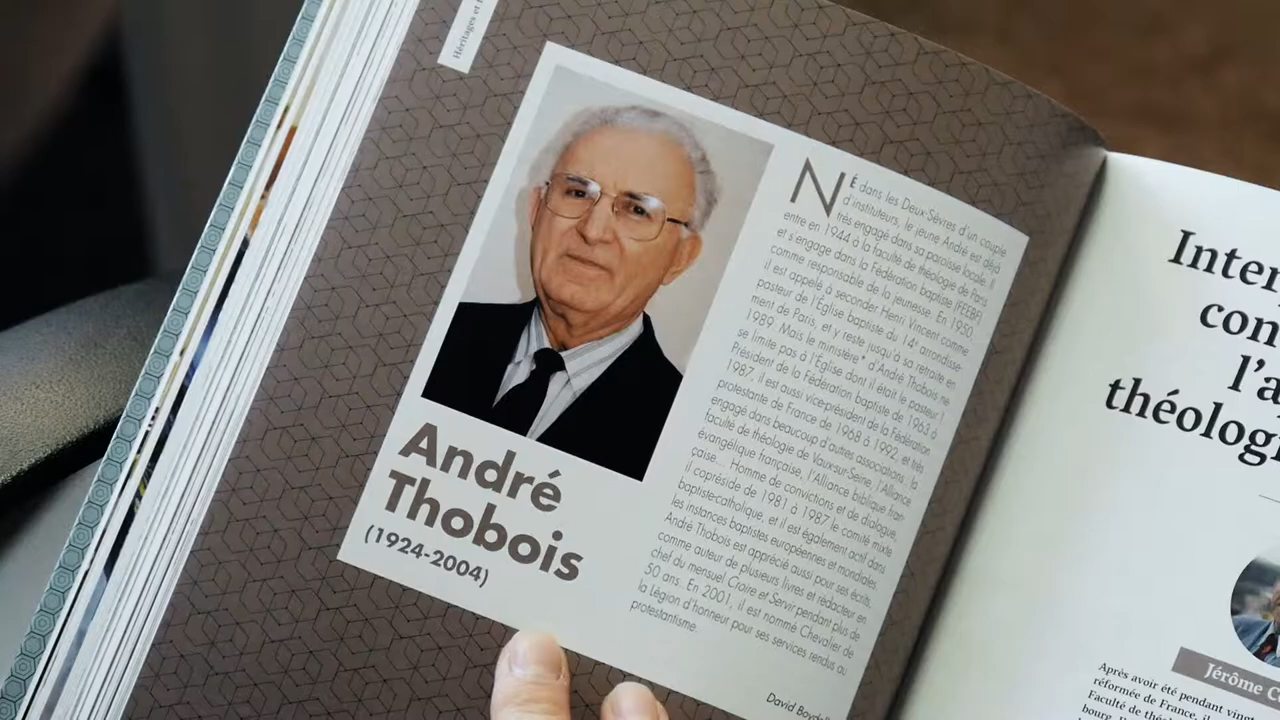 Héritages et
André
Thobois
(1924-2004)
NÉ dans les Deux-Sèvres d'un couple
d'instituteurs, le jeune André est déjà
très engagé dans sa paroisse locale. Il
entre en 1944 à la faculté de théologie de Paris
et s'engage dans la Fédération baptiste (FEEBF)
comme responsable de la jeunesse. En 1950,
il est appelé à seconder Henri Vincent comme
pasteur de l'Église baptiste du 14e arrondisse-
ment de Paris, et y reste jusqu'à sa retraite en
1989. Mais le ministère* d'André Thobois ne
se limite pas à l'Église dont il était le pasteur !
Président de la Fédération baptiste de 1963 à
1987, il est aussi vice-président de la Fédération
protestante de France de 1968 à 1992, et très
engagé dans beaucoup d'autres associations : la
faculté de théologie de Vaux-sur-Seine, l'Alliance
évangélique française, l'Alliance biblique fran-
çaise... Homme de convictions et de dialogue,
il copréside de 1981 à 1987 le comité mixte
baptiste-catholique, et il est également actif dans
les instances baptistes européennes et mondiales.
André Thobois est apprécié aussi pour ses écrits,
comme auteur de plusieurs livres et rédacteur en
chef du mensuel Croire et Servir pendant plus de
50 ans. En 2001, il est nommé Chevalier de
la Légion d'honneur pour ses services rendus au
protestantisme.
David
Inter
con
l'a
théologi
Jérôme C
Après avoir été pendant vingt
réformée de France,
Faculté de
bourg,